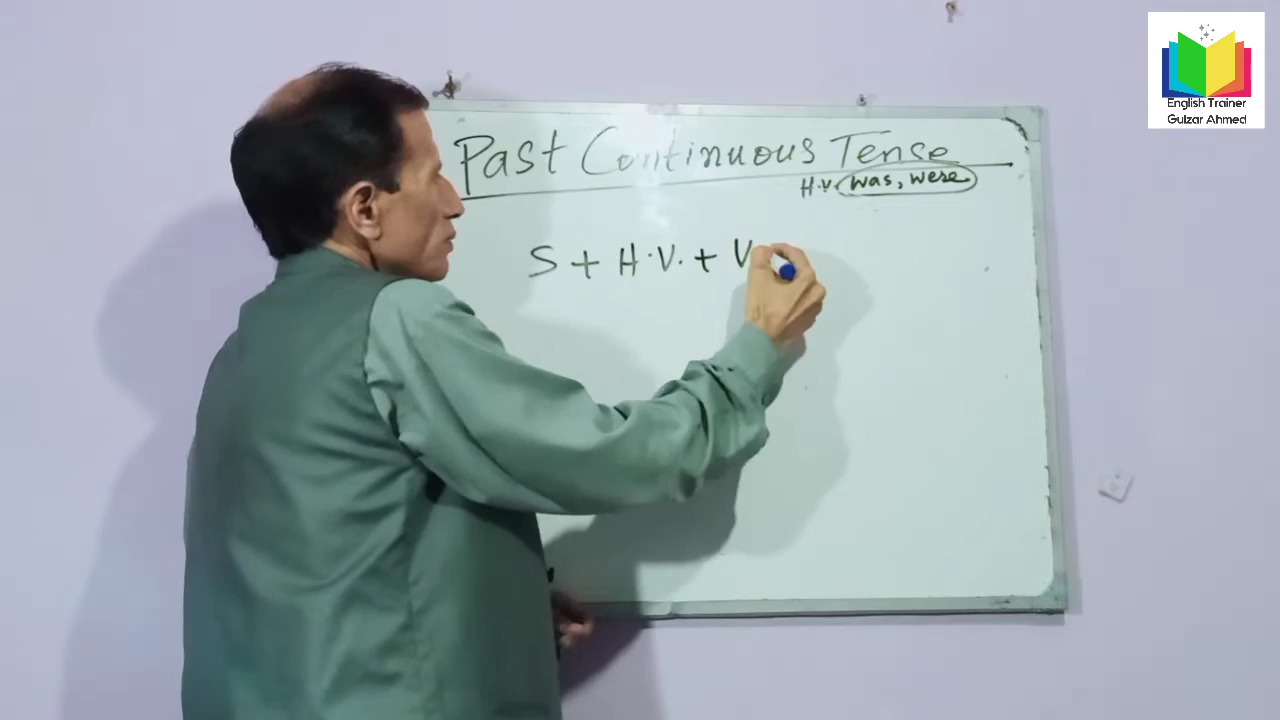 Past Continuous Tense
H.V. was, were
S + H.V. + V
English Trainer
Gulzar Ahmed